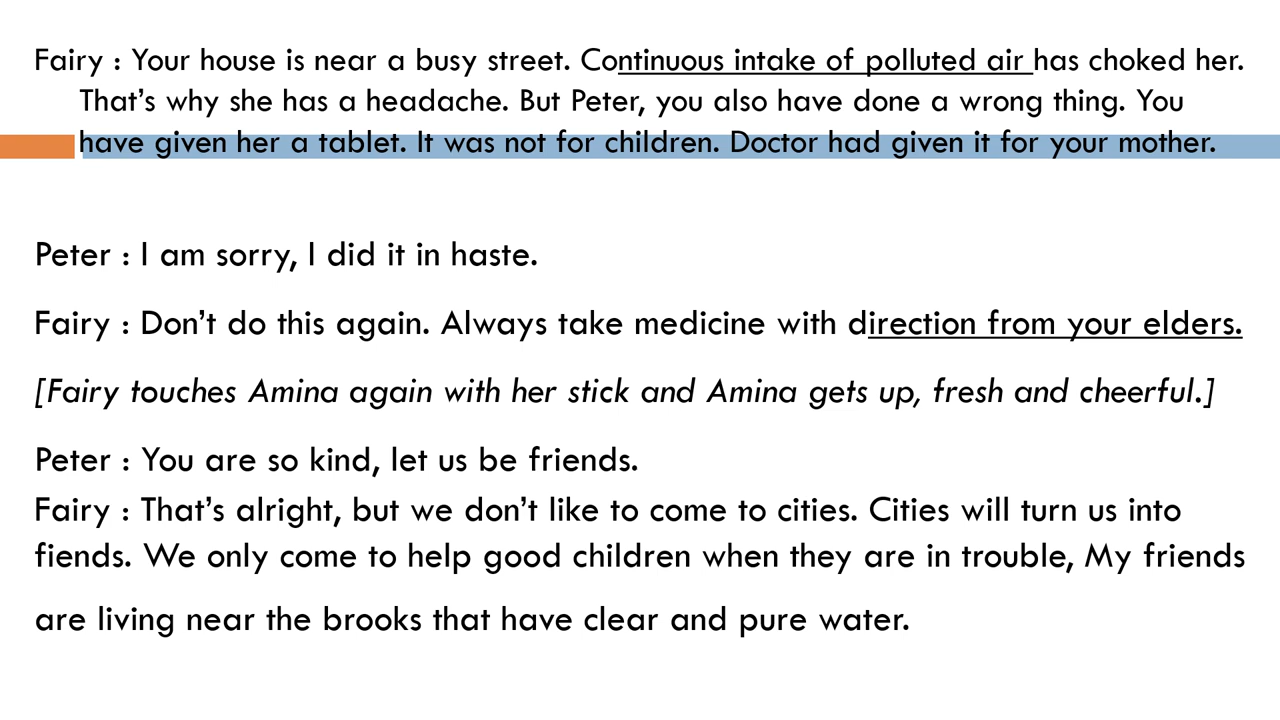 Fairy : Your house is near a busy street. Continuous intake of polluted air has choked her.
That’s why she has a headache. But Peter, you also have done a wrong thing. You
have given her a tablet. It was not for children. Doctor had given it for your mother.
Peter : I am sorry, I did it in haste.
Fairy : Don’t do this again. Always take medicine with direction from your elders.
[Fairy touches Amina again with her stick and Amina gets up, fresh and cheerful.]
Peter : You are so kind, let us be friends.
Fairy : That’s alright, but we don’t like to come to cities. Cities will turn us into
fiends. We only come to help good children when they are in trouble, My friends
are living near the brooks that have clear and pure water.